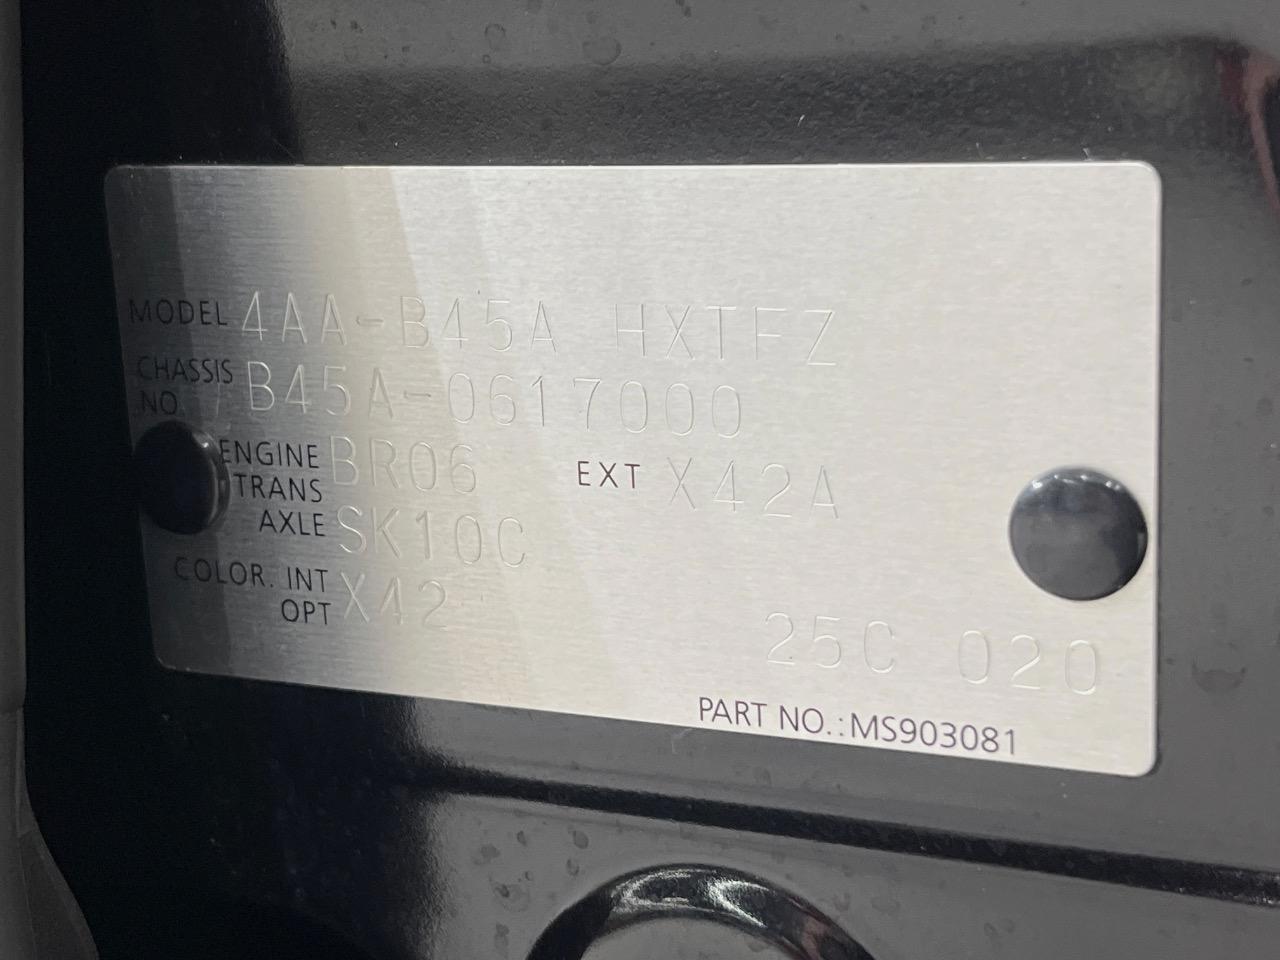 MODEL 4AA-B45A HXTFZ
CHASSIS NO. B45A-0617000
ENGINE BR06 EXT X42A
TRANS AXLE SK10C
COLOR. INT X42
OPT
25C 020
PART NO.:MS903081